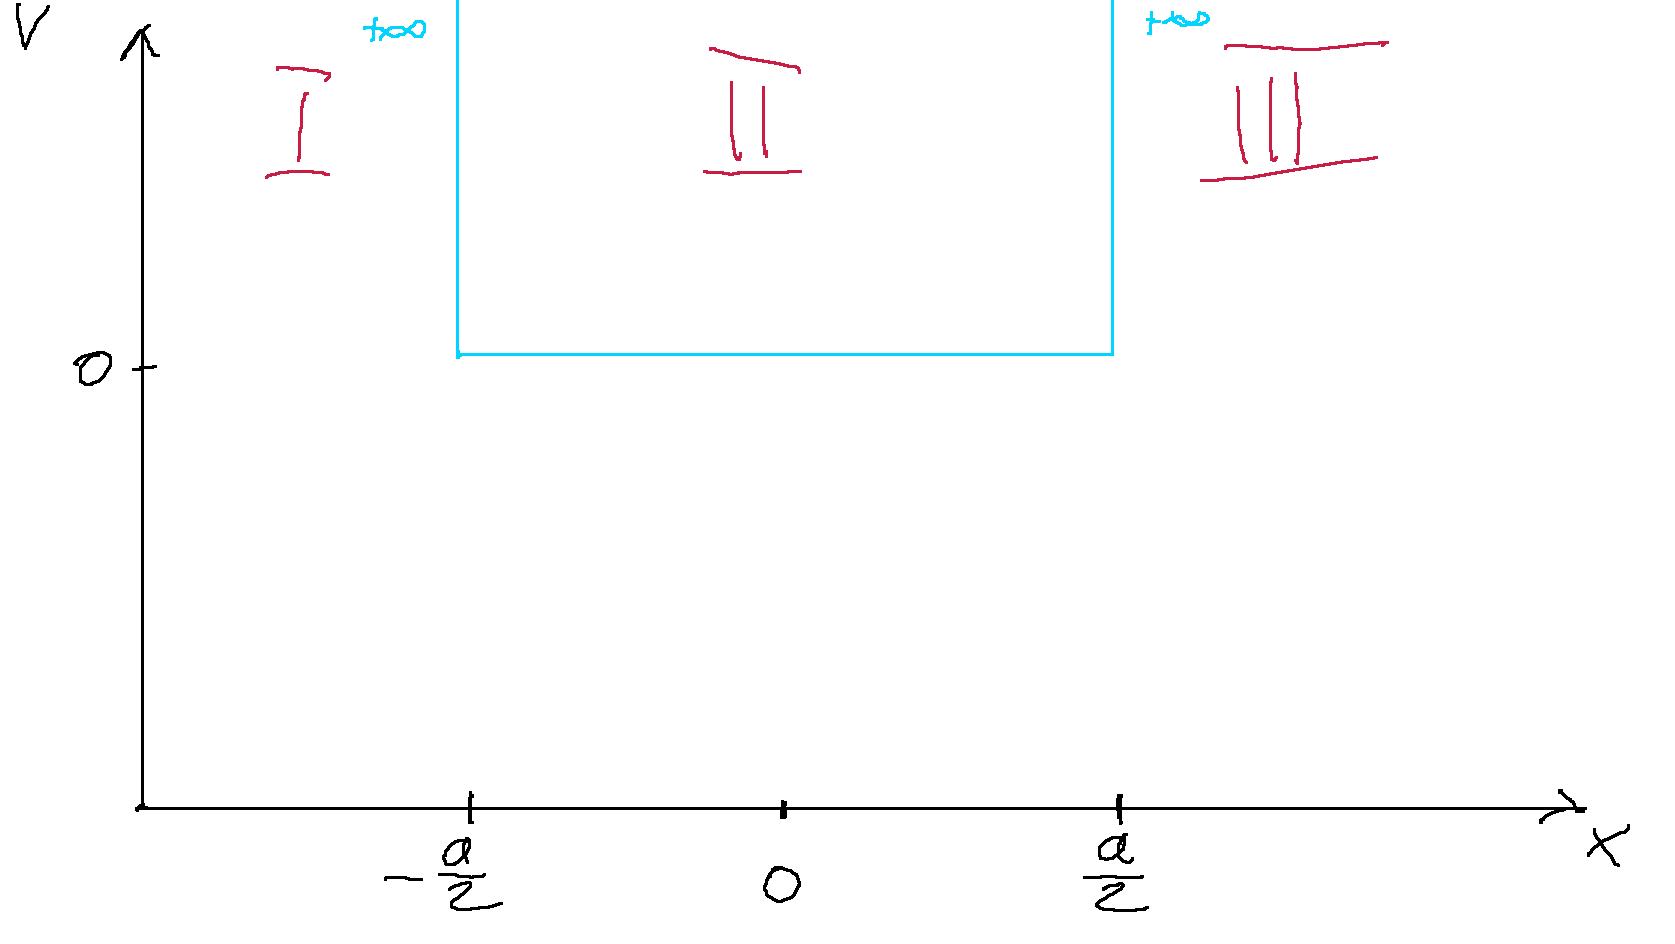 V
+∞ +∞
I II III
0
-a/2 0 a/2
x